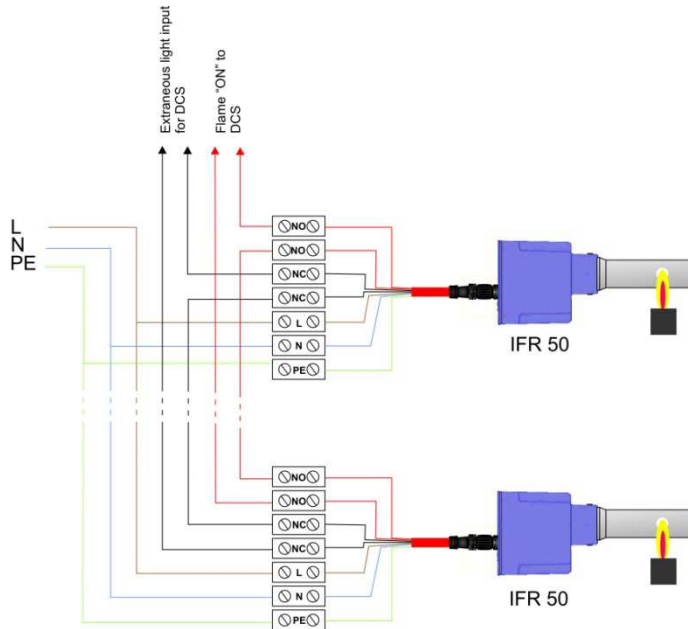 Extraneous light input
for DCS
Flame “ON” to
DCS
L
N
PE
NO
NO
NC
NC
L
N
PE
IFR 50
NO
NO
NC
NC
L
N
PE
IFR 50